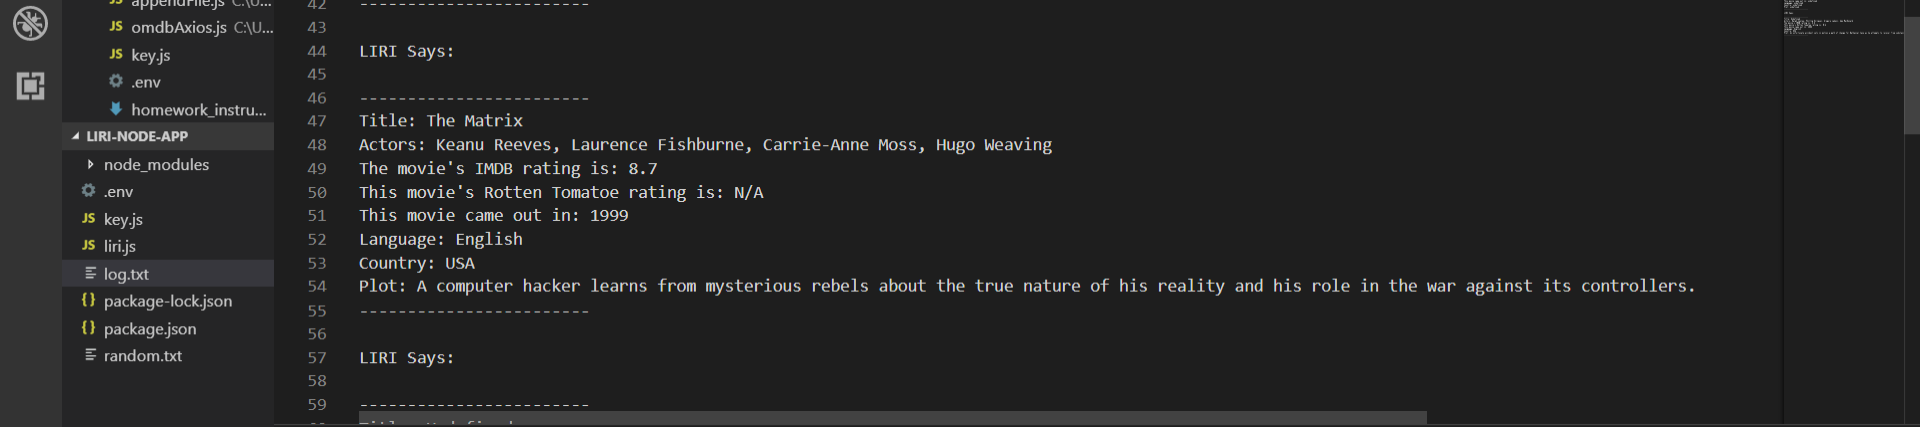 appendFile.js C:\U...
JS omdbAxios.js C:\U...
JS key.js
.env
homework_instru...
LIRI-NODE-APP
node_modules
.env
JS key.js
JS liri.js
log.txt
{} package-lock.json
{} package.json
random.txt
42 ------------------------
43
44 LIRI Says:
45
46 ------------------------
47 Title: The Matrix
48 Actors: Keanu Reeves, Laurence Fishburne, Carrie-Anne Moss, Hugo Weaving
49 The movie's IMDB rating is: 8.7
50 This movie's Rotten Tomatoe rating is: N/A
51 This movie came out in: 1999
52 Language: English
53 Country: USA
54 Plot: A computer hacker learns from mysterious rebels about the true nature of his reality and his role in the war against its controllers.
55 ------------------------
56
57 LIRI Says:
58
59 ------------------------